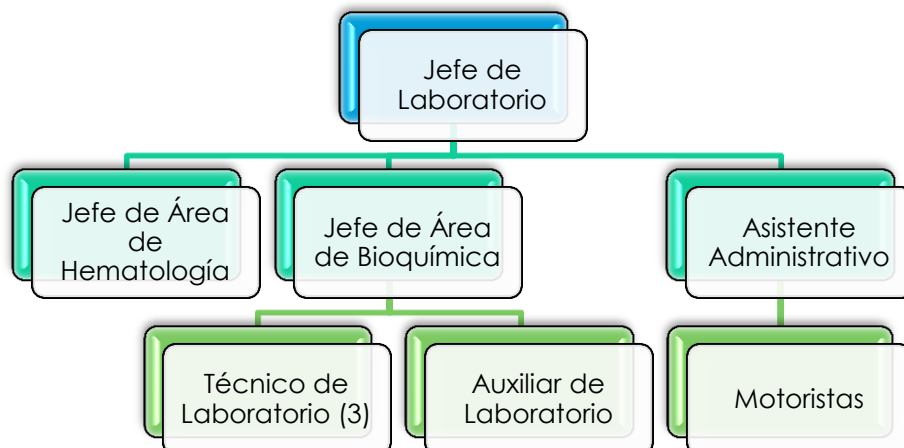 Jefe de
Laboratorio
Jefe de Área
de
Hematología
Jefe de Área
de Bioquímica
Asistente
Administrativo
Técnico de
Laboratorio (3)
Auxiliar de
Laboratorio
Motoristas